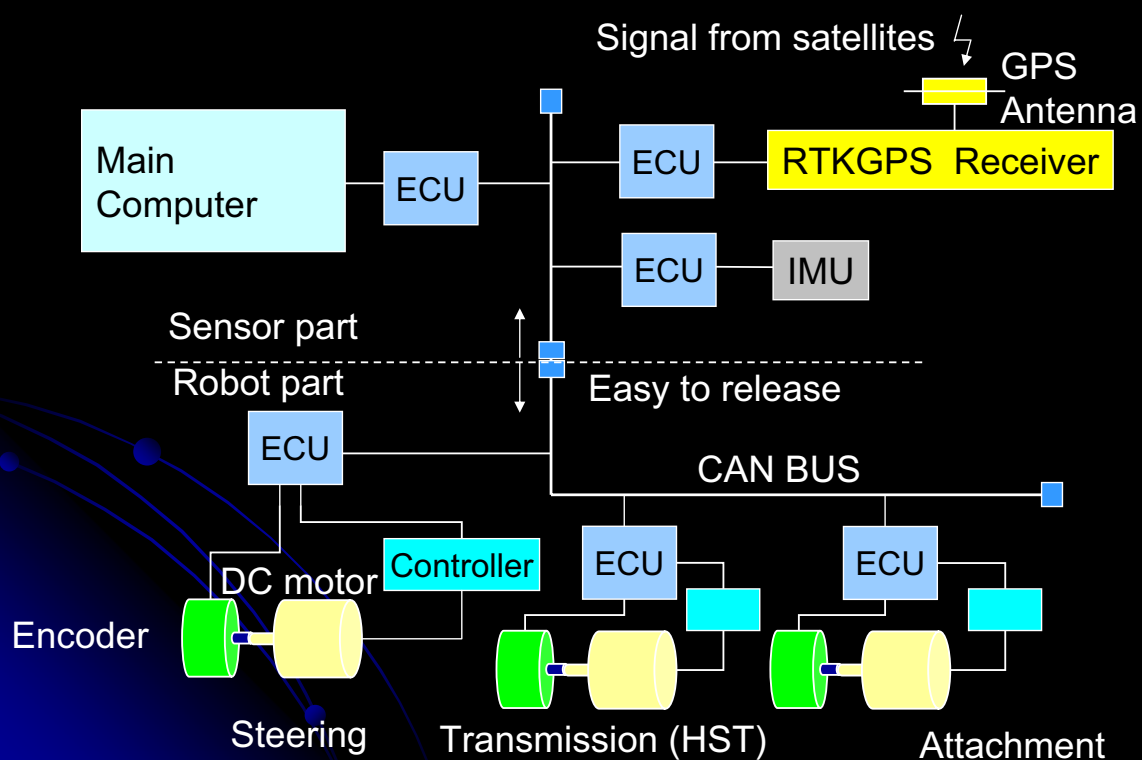 Signal from satellites
GPS
Antenna
Main
Computer
ECU
ECU
RTKGPS Receiver
ECU
IMU
Sensor part
Robot part
Easy to release
ECU
CAN BUS
Controller
ECU
ECU
DC motor
Encoder
Steering
Transmission (HST)
Attachment